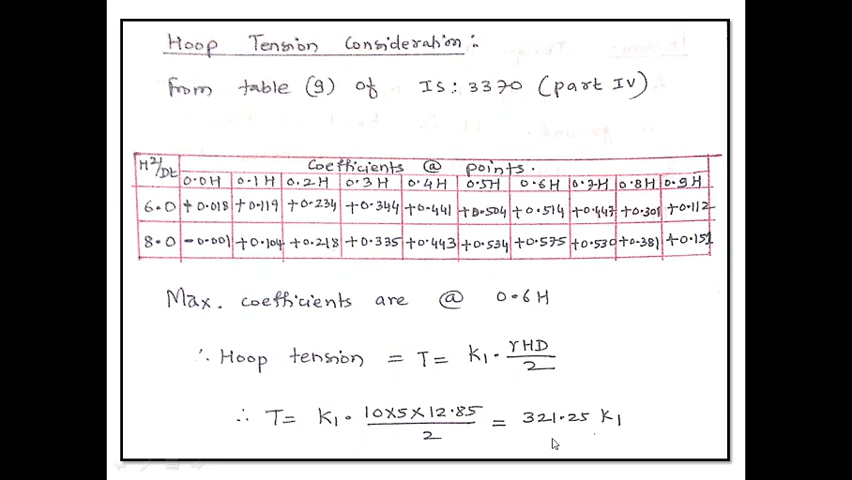 Hoop Tension Consideration:
From table (9) of IS: 3370 (part IV)
H²/Dt Coefficients @ points.
0.0H 0.1H 0.2H 0.3H 0.4H 0.5H 0.6H 0.7H 0.8H 0.9H
6.0 +0.018 +0.119 +0.234 +0.344 +0.441 +0.504 +0.514 +0.447 +0.301 +0.112
8.0 -0.001 +0.104 +0.218 +0.335 +0.443 +0.534 +0.575 +0.530 +0.381 +0.151
Max. coefficients are @ 0.6H
∴ Hoop tension = T = K1 · γHD/2
∴ T = K1 · 10×5×12.85/2 = 321.25 K1